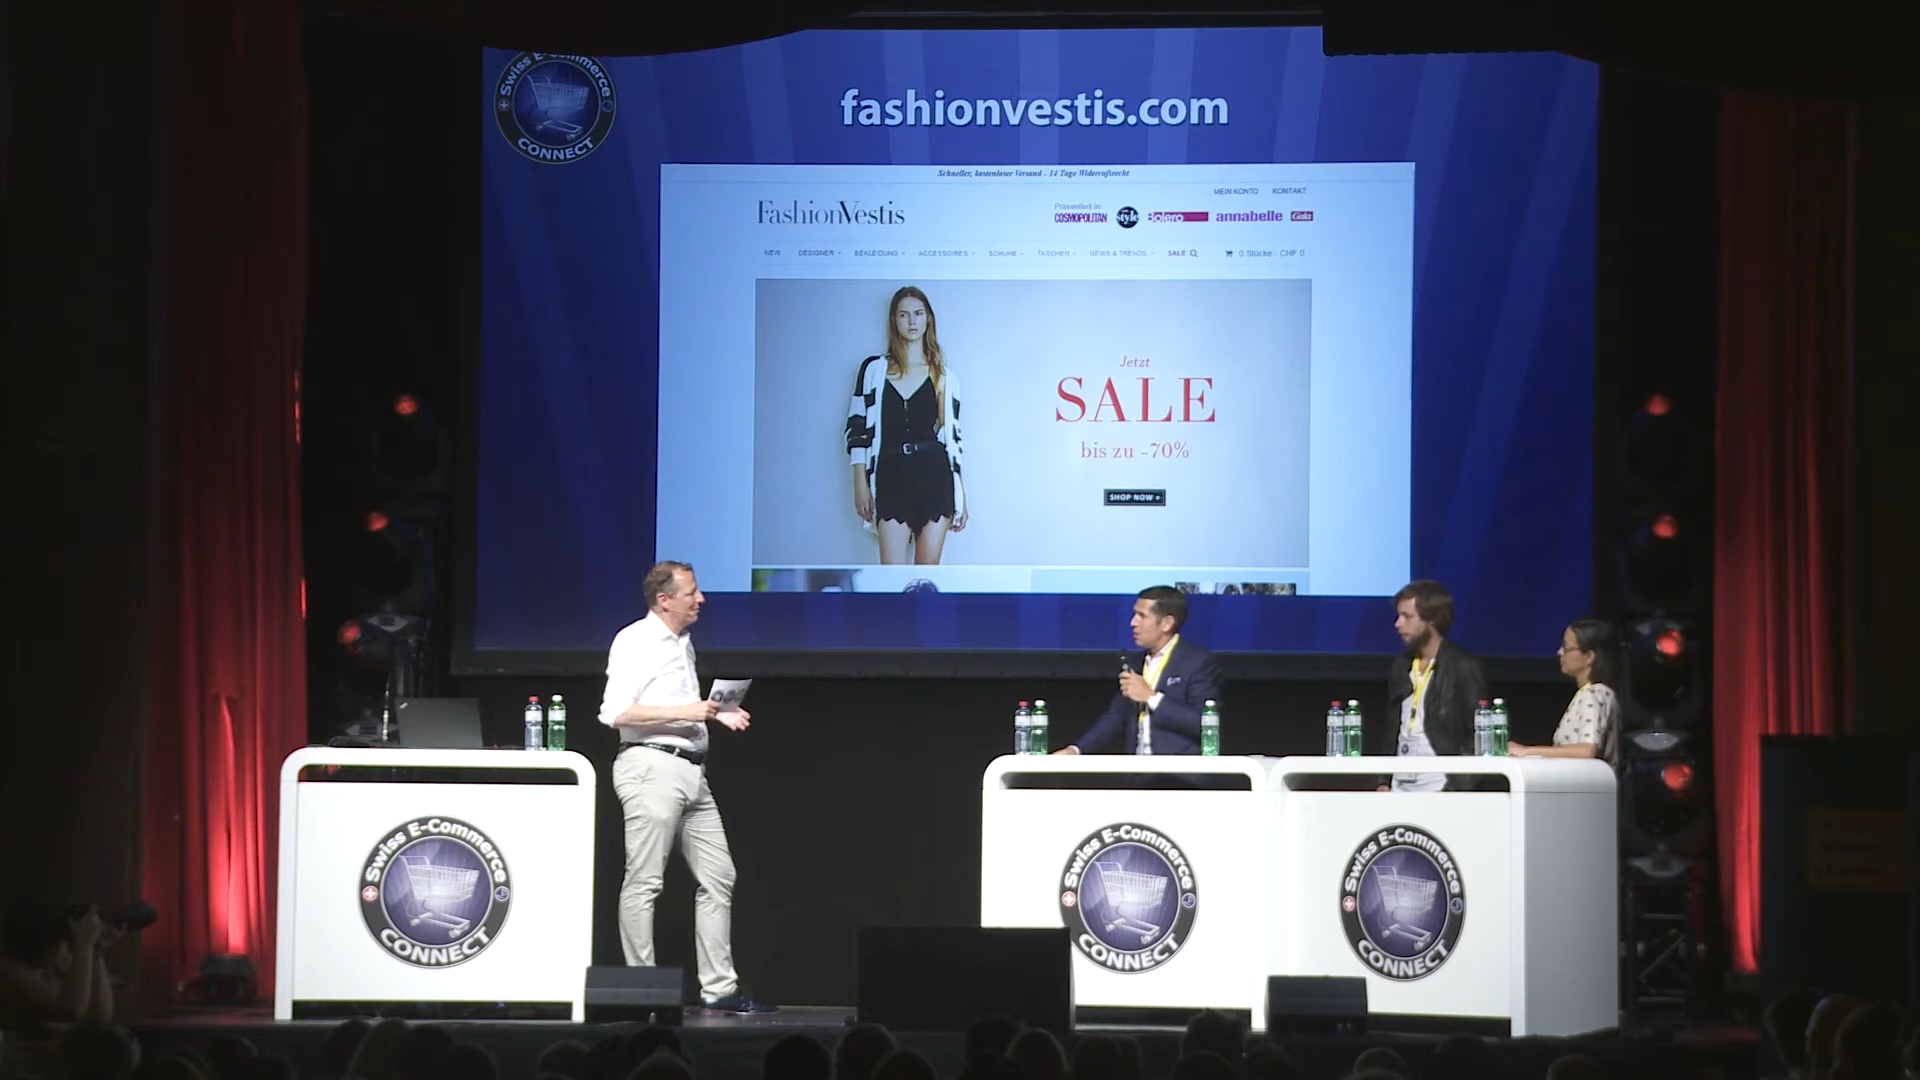 Swiss E-Commerce
CONNECT
fashionvestis.com
Schneller, kostenloser Versand - 14 Tage Widerrufsrecht
MEIN KONTO KONTAKT
FashionVestis
Präsentiert in:
COSMOPOLITAN style Bolero annabelle Gala
NEW DESIGNER BEKLEIDUNG ACCESSOIRES SCHUHE TASCHEN NEWS & TRENDS SALE 0 Stücke - CHF 0
Jetzt
SALE
bis zu -70%
SHOP NOW »
Swiss E-Commerce
CONNECT
Swiss E-Commerce
CONNECT
Swiss E-Commerce
CONNECT